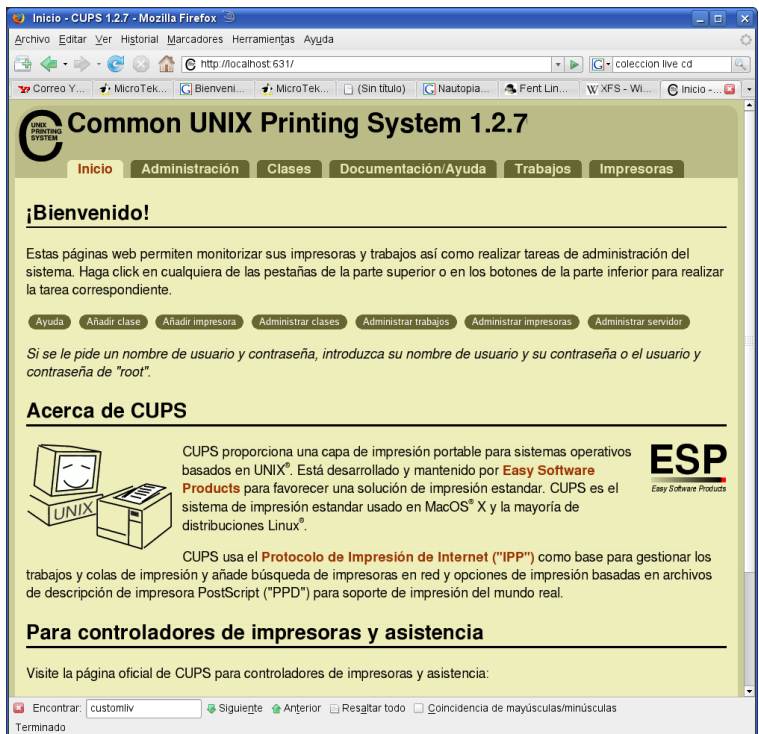 Inicio - CUPS 1.2.7 - Mozilla Firefox
Archivo Editar Ver Historial Marcadores Herramientas Ayuda
http://localhost:631/
coleccion live cd
Correo Y...
MicroTek...
Bienveni...
MicroTek...
(Sin título)
Nautopia...
Fent Lin...
XFS - Wi...
Inicio - ...
UNIX PRINTING SYSTEM
Common UNIX Printing System 1.2.7
Inicio Administración Clases Documentación/Ayuda Trabajos Impresoras
¡Bienvenido!
Estas páginas web permiten monitorizar sus impresoras y trabajos así como realizar tareas de administración del
sistema. Haga click en cualquiera de las pestañas de la parte superior o en los botones de la parte inferior para realizar
la tarea correspondiente.
Ayuda Añadir clase Añadir impresora Administrar clases Administrar trabajos Administrar impresoras Administrar servidor
Si se le pide un nombre de usuario y contraseña, introduzca su nombre de usuario y su contraseña o el usuario y
contraseña de "root".
Acerca de CUPS
UNIX
CUPS proporciona una capa de impresión portable para sistemas operativos
basados en UNIX®. Está desarrollado y mantenido por Easy Software
Products para favorecer una solución de impresión estandar. CUPS es el
sistema de impresión estandar usado en MacOS® X y la mayoría de
distribuciones Linux®.
ESP
Easy Software Products
CUPS usa el Protocolo de Impresión de Internet ("IPP") como base para gestionar los
trabajos y colas de impresión y añade búsqueda de impresoras en red y opciones de impresión basadas en archivos
de descripción de impresora PostScript ("PPD") para soporte de impresión del mundo real.
Para controladores de impresoras y asistencia
Visite la página oficial de CUPS para controladores de impresoras y asistencia:
Encontrar: customliv Siguiente Anterior Resaltar todo Coincidencia de mayúsculas/minúsculas
Terminado